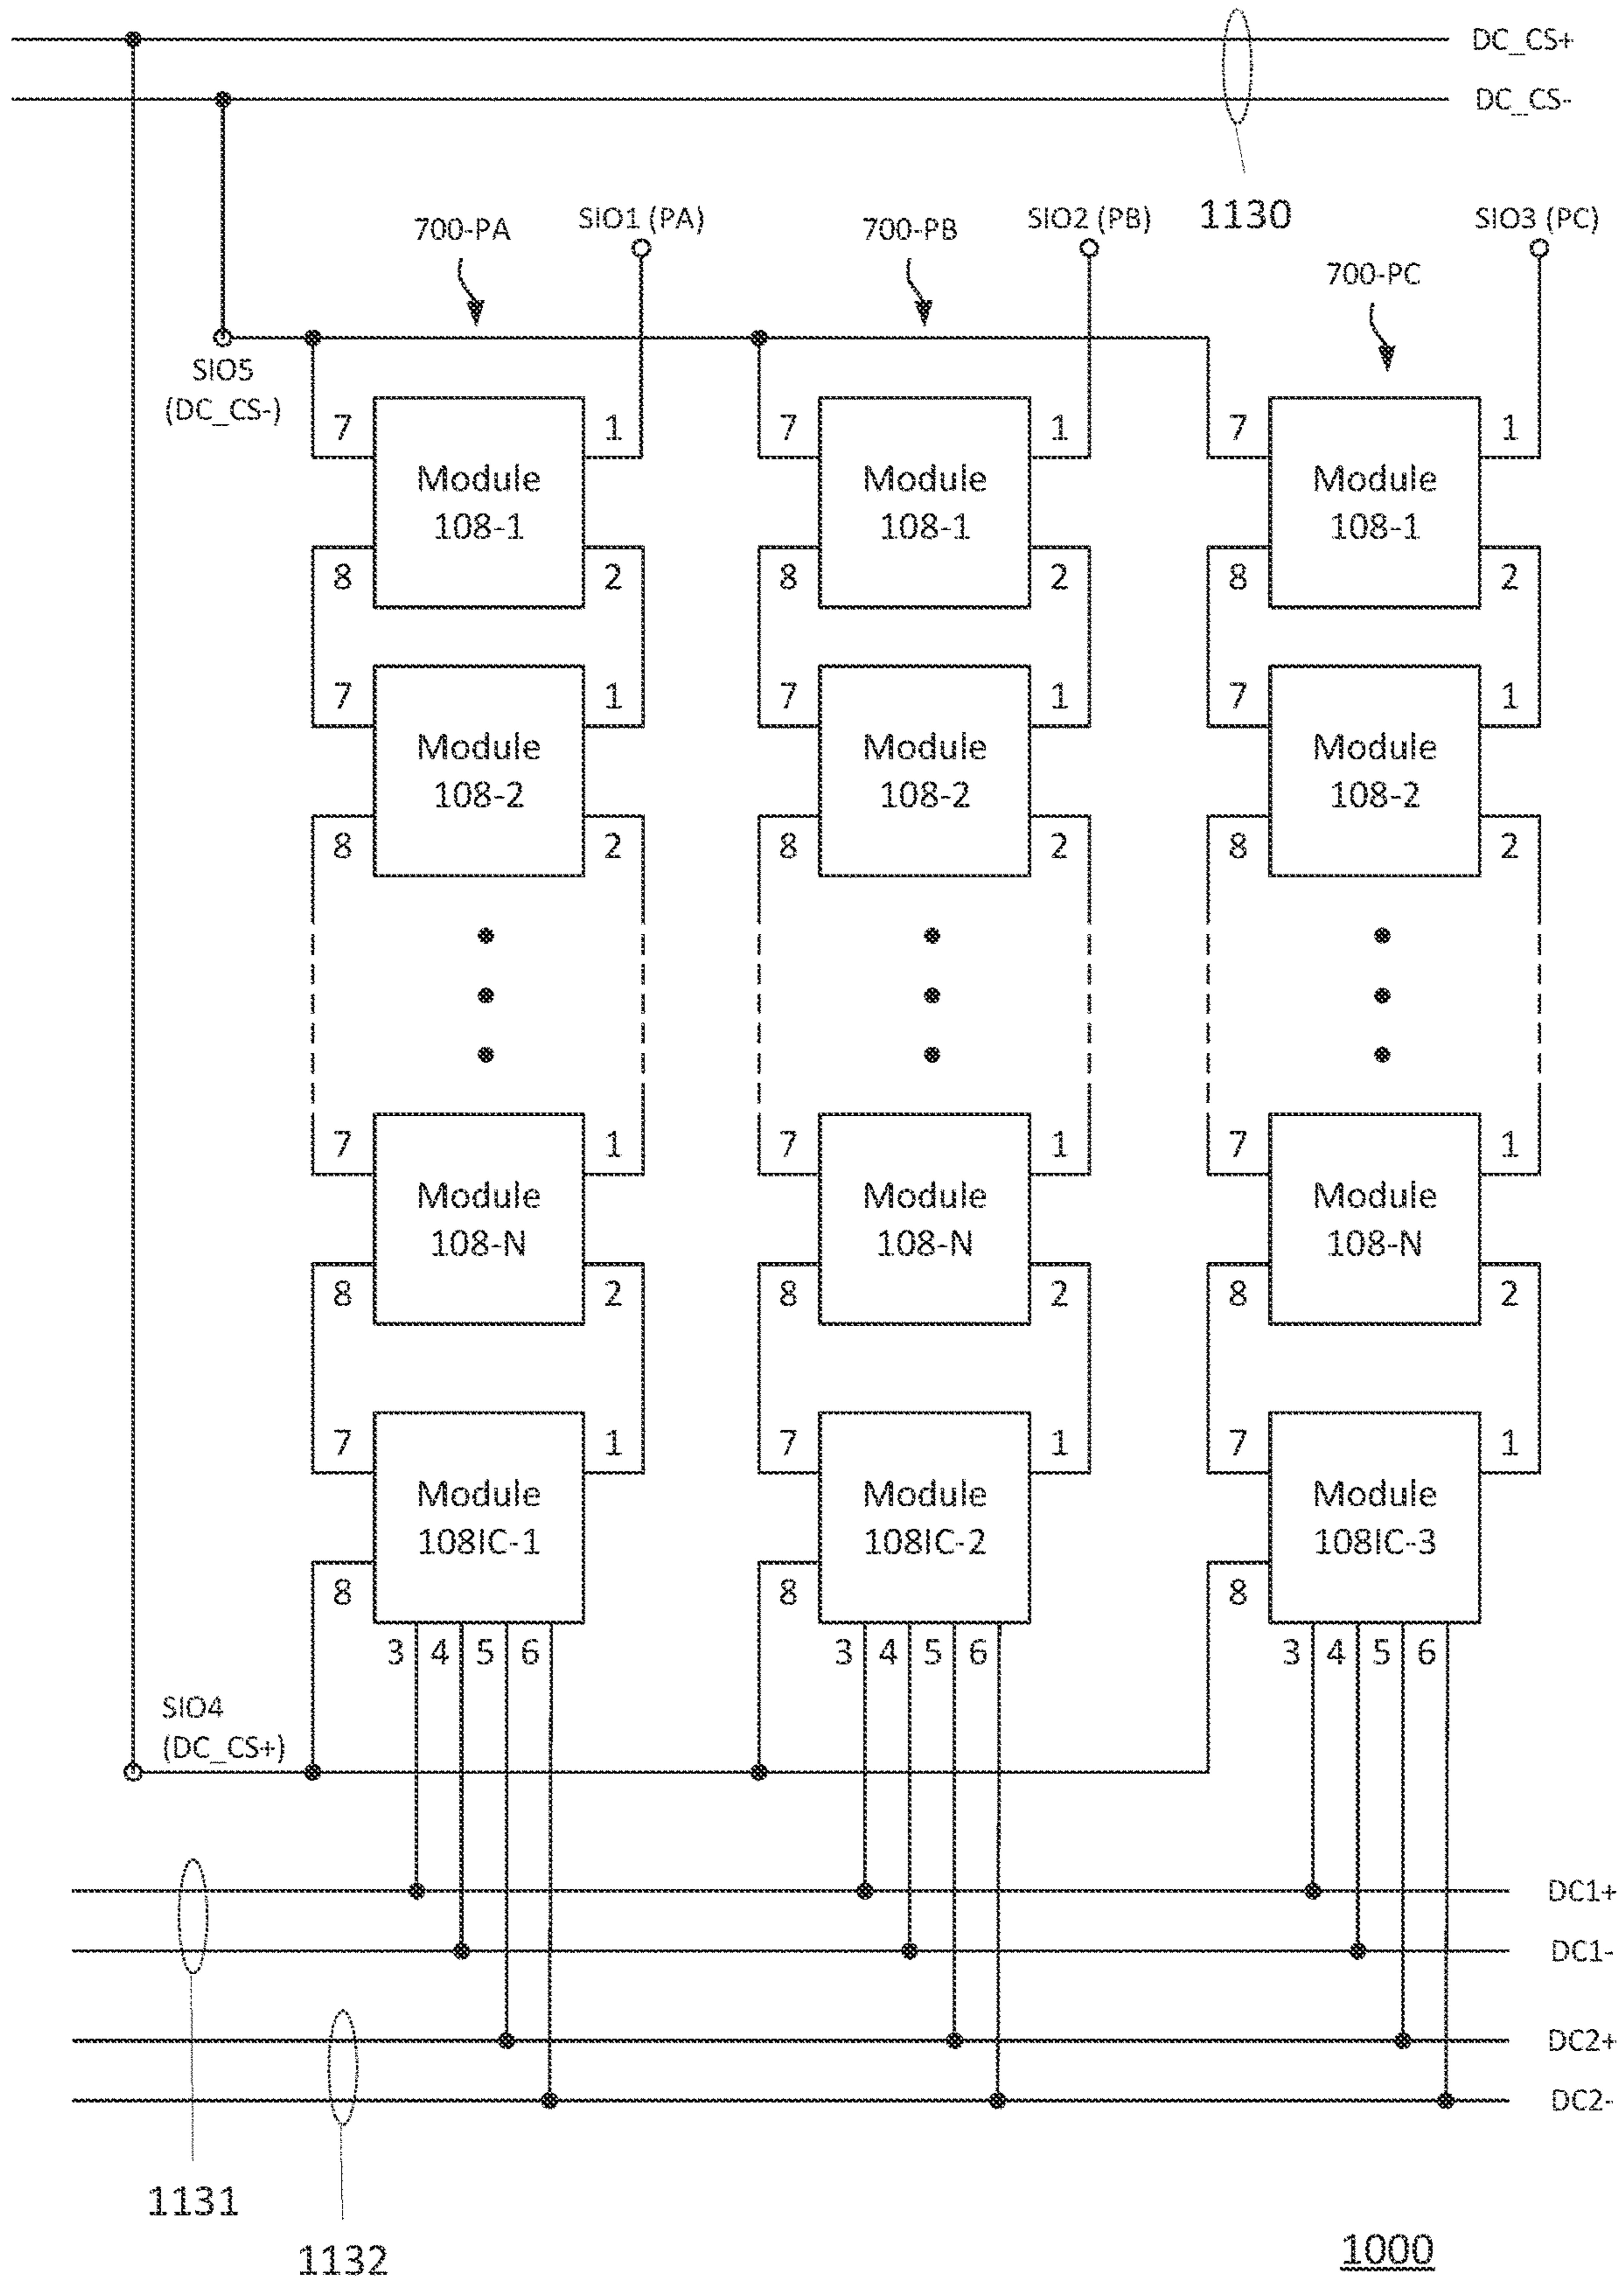 DC_CS+
DC_CS-
1130
SIO1 (PA)
SIO2 (PB)
SIO3 (PC)
700-PA
700-PB
700-PC
SIO5
(DC_CS-)
7
1
7
1
7
1
Module
108-1
Module
108-1
Module
108-1
8
2
8
2
8
2
7
1
7
1
7
1
Module
108-2
Module
108-2
Module
108-2
8
2
8
2
8
2
7
1
7
1
7
1
Module
108-N
Module
108-N
Module
108-N
8
2
8
2
8
2
7
1
7
1
7
1
Module
108IC-1
Module
108IC-2
Module
108IC-3
8
8
8
3 4 5 6
3 4 5 6
3 4 5 6
SIO4
(DC_CS+)
DC1+
DC1-
DC2+
DC2-
1131
1132
1000